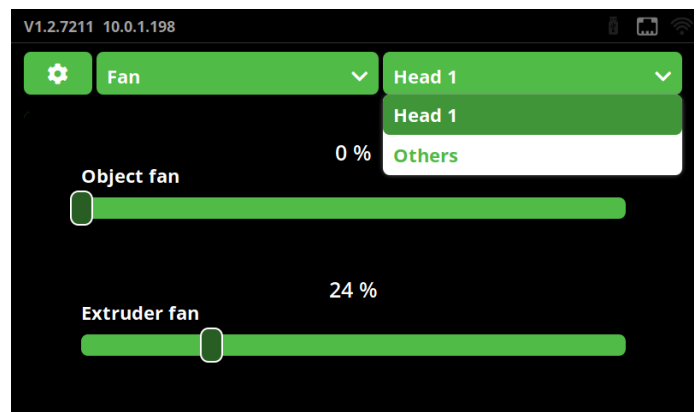 V1.2.7211 10.0.1.198
Fan
Head 1
Head 1
Others
0 %
Object fan
24 %
Extruder fan